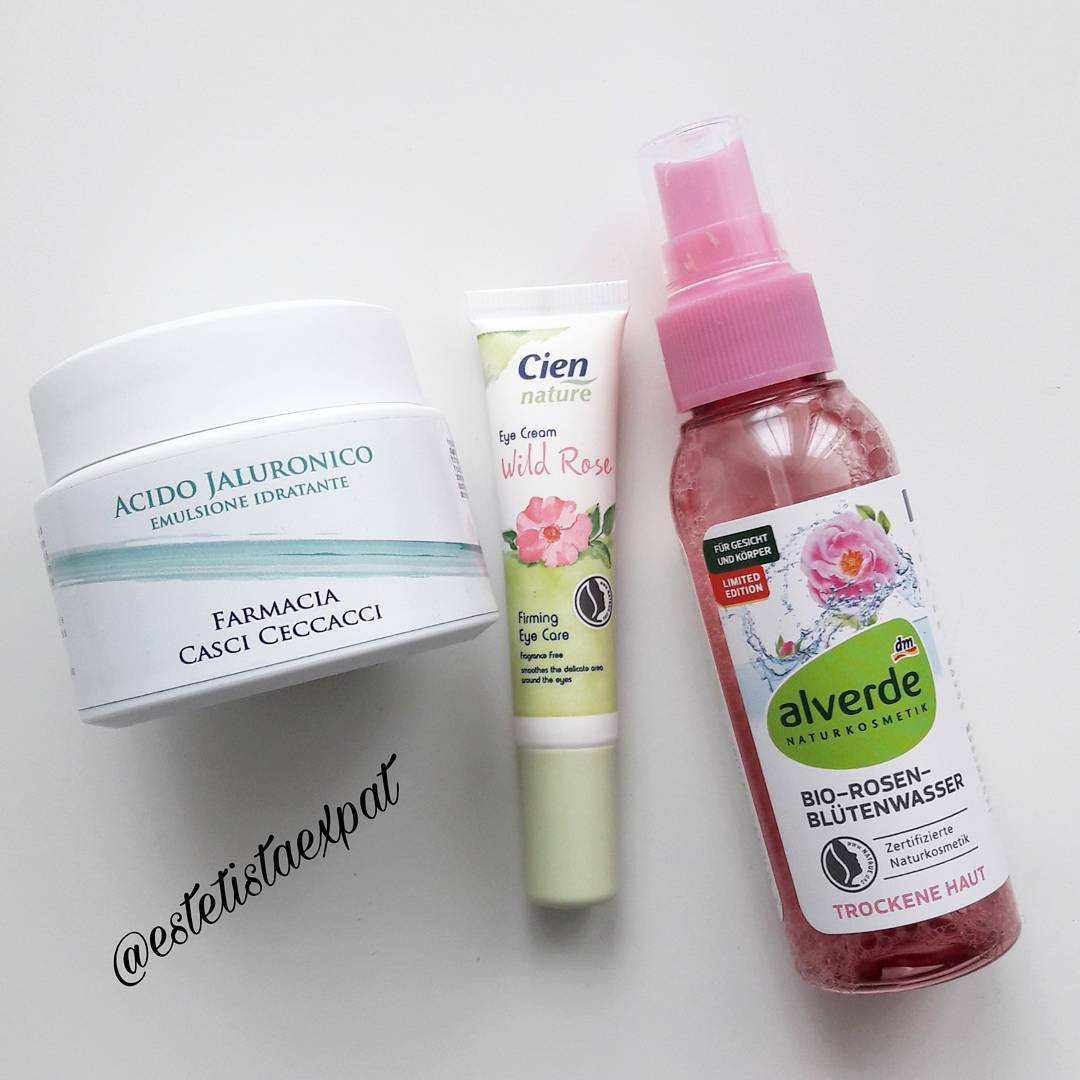 ACIDO JALURONICO
EMULSIONE IDRATANTE
FARMACIA
CASCI CECCACCI
Cien
nature
Eye Cream
Wild Rose
Firming
Eye Care
Fragrance Free
smoothes the delicate area
around the eyes
FÜR GESICHT
UND KÖRPER
LIMITED
EDITION
dm
alverde
NATURKOSMETIK
BIO-ROSEN-
BLÜTENWASSER
Zertifizierte
Naturkosmetik
TROCKENE HAUT
@estetistaexpat